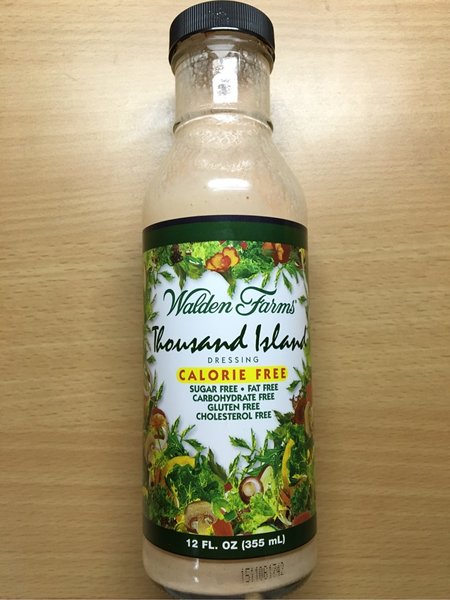 Walden Farms
Thousand Island
DRESSING
CALORIE FREE
SUGAR FREE • FAT FREE
CARBOHYDRATE FREE
GLUTEN FREE
CHOLESTEROL FREE
12 FL. OZ (355 mL)
1511061742